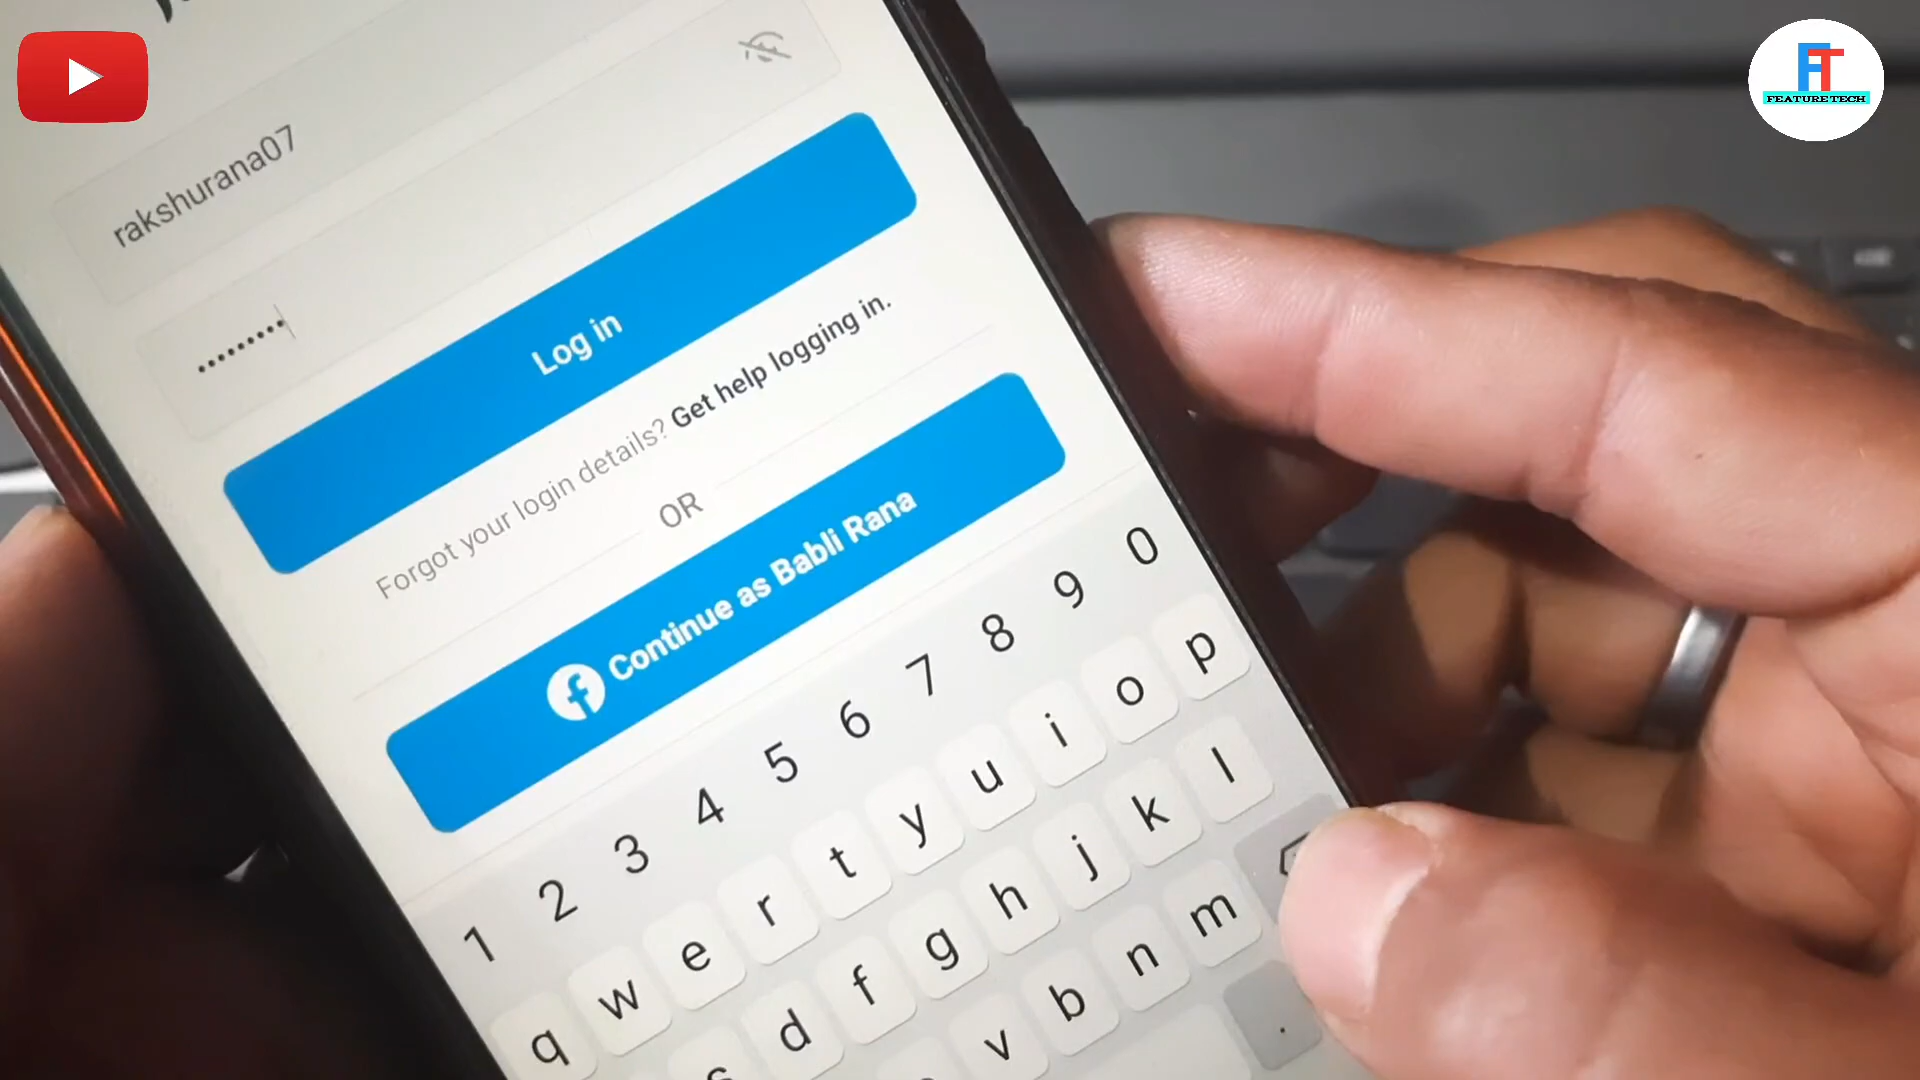 FT
FEATURE TECH
rakshurana07
•••••••••
Log in
Forgot your login details? Get help logging in.
OR
Continue as Babli Rana
1 2 3 4 5 6 7 8 9 0
q w e r t y u i o p
d f g h j k l
v b n m
.